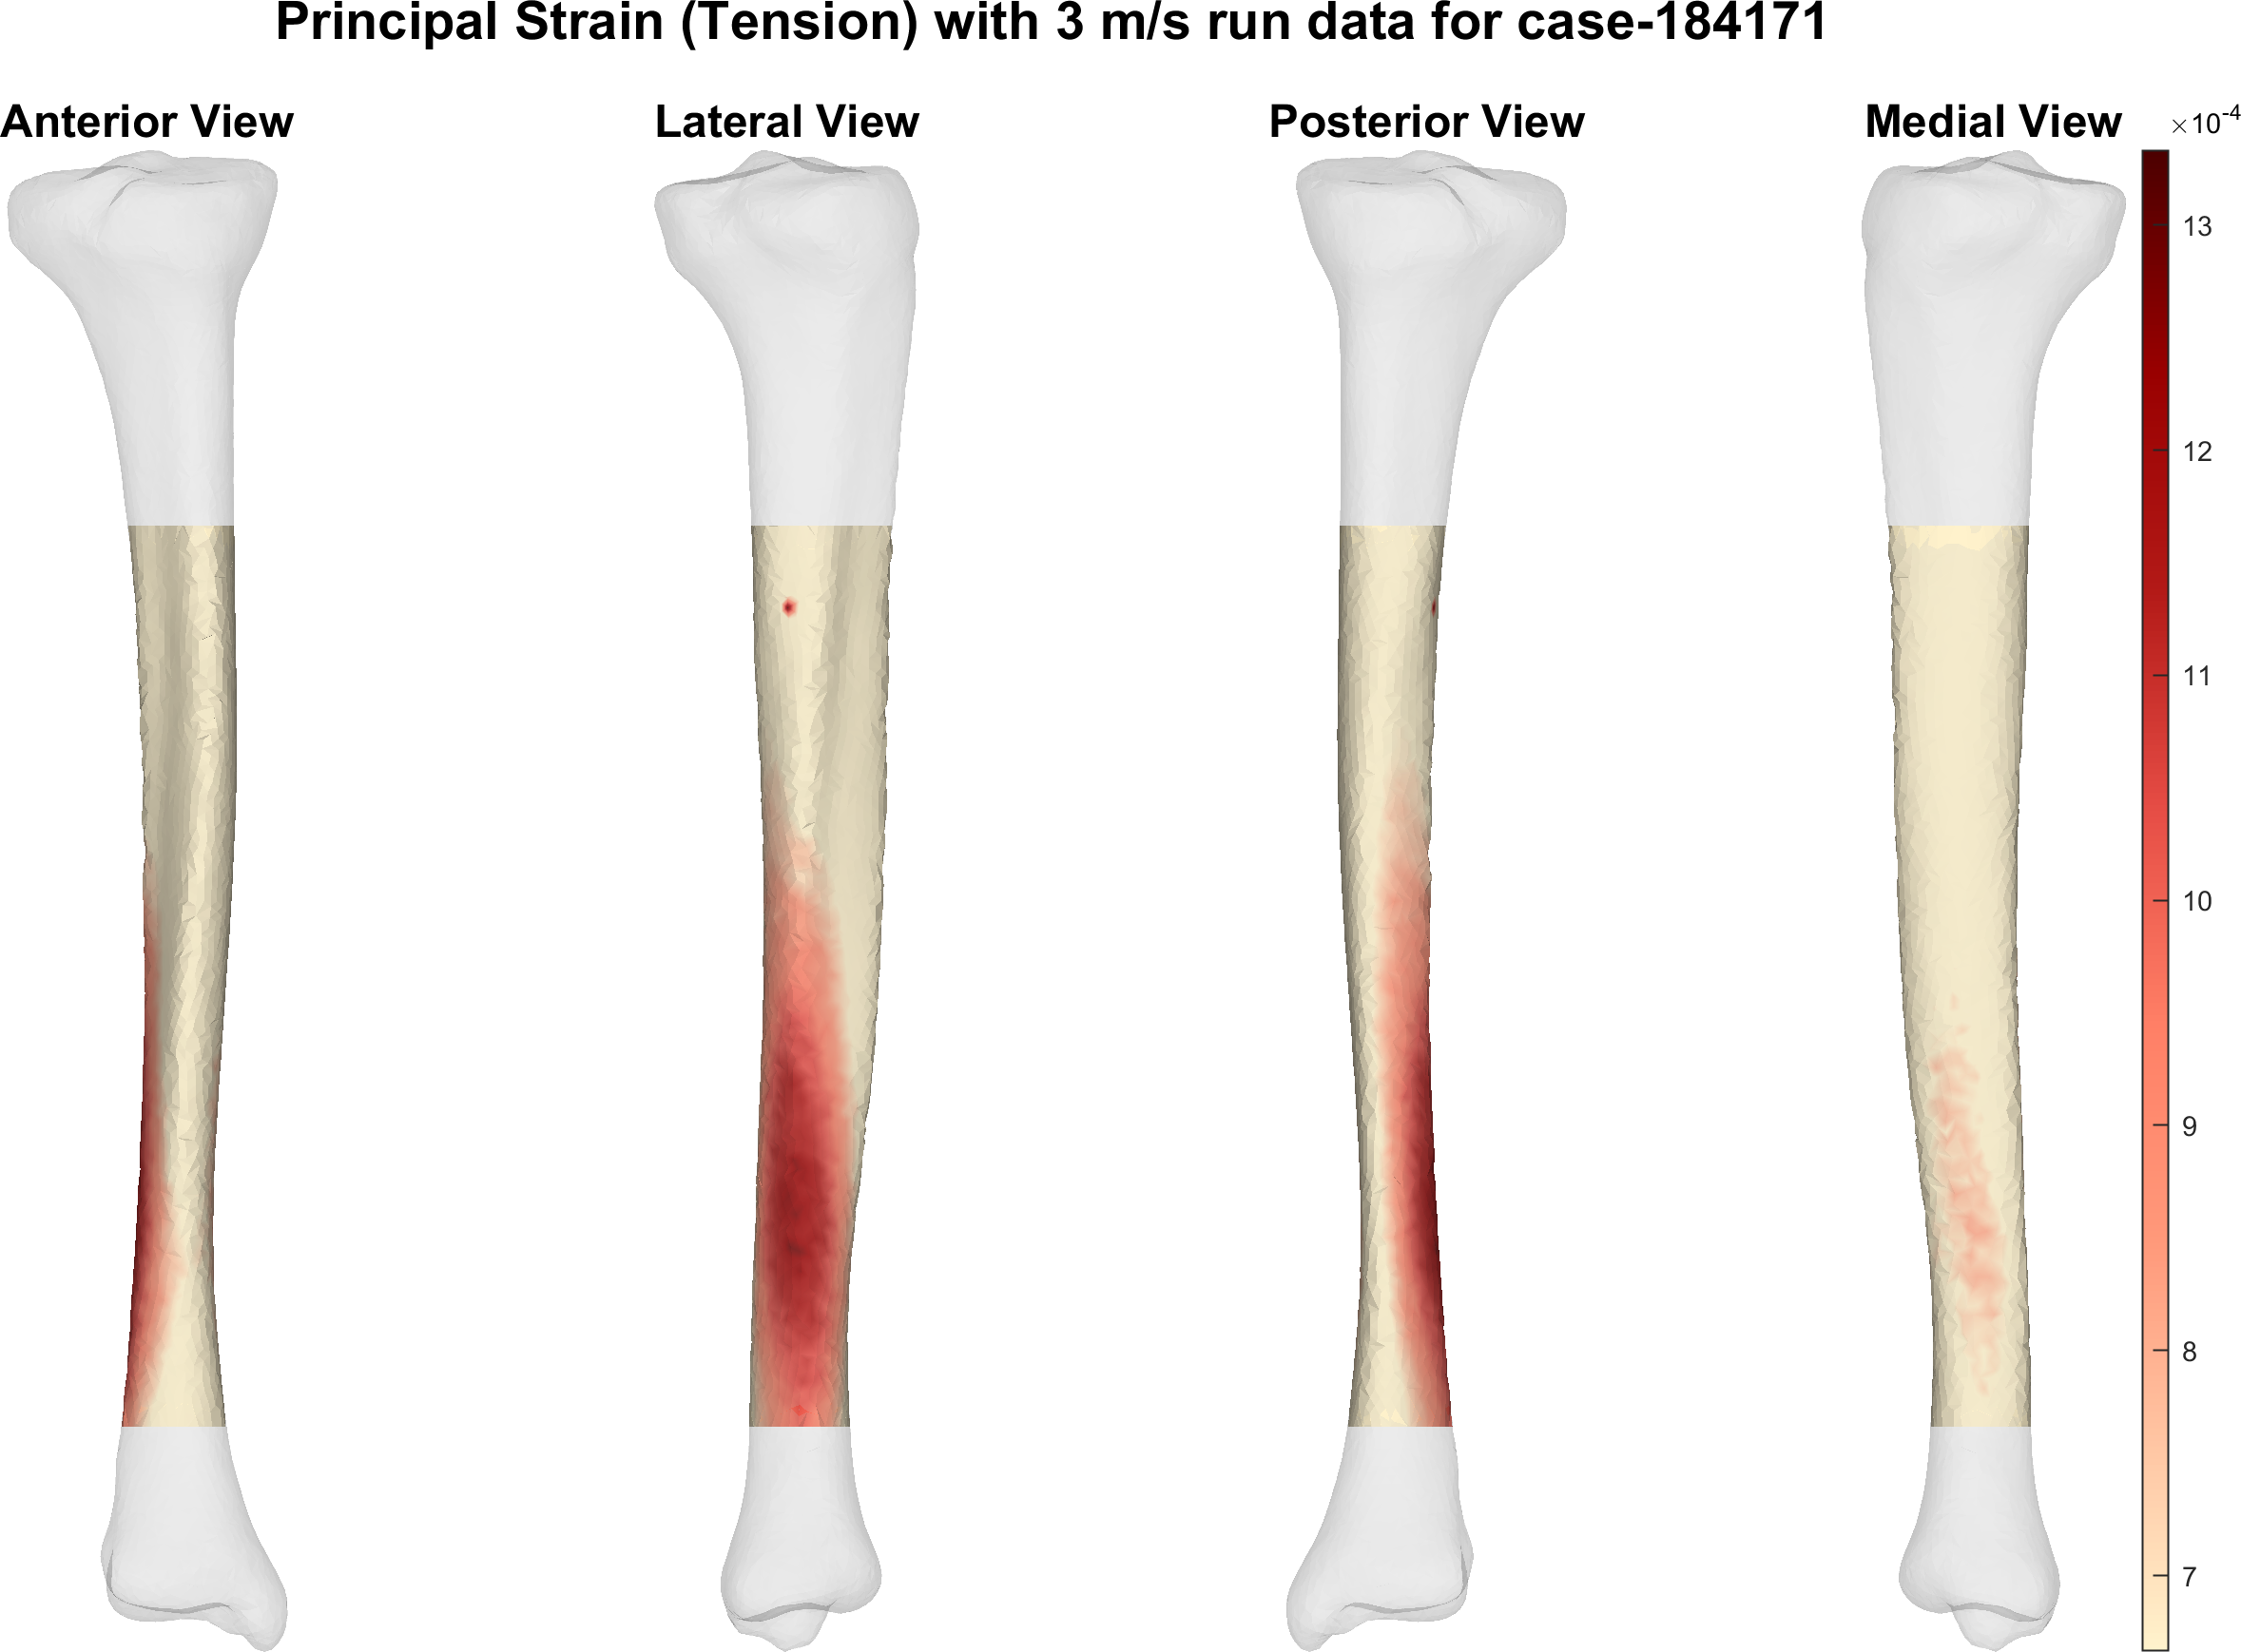 Principal Strain (Tension) with 3 m/s run data for case-184171
Anterior View
Lateral View
Posterior View
Medial View
×10-4
13
12
11
10
9
8
7